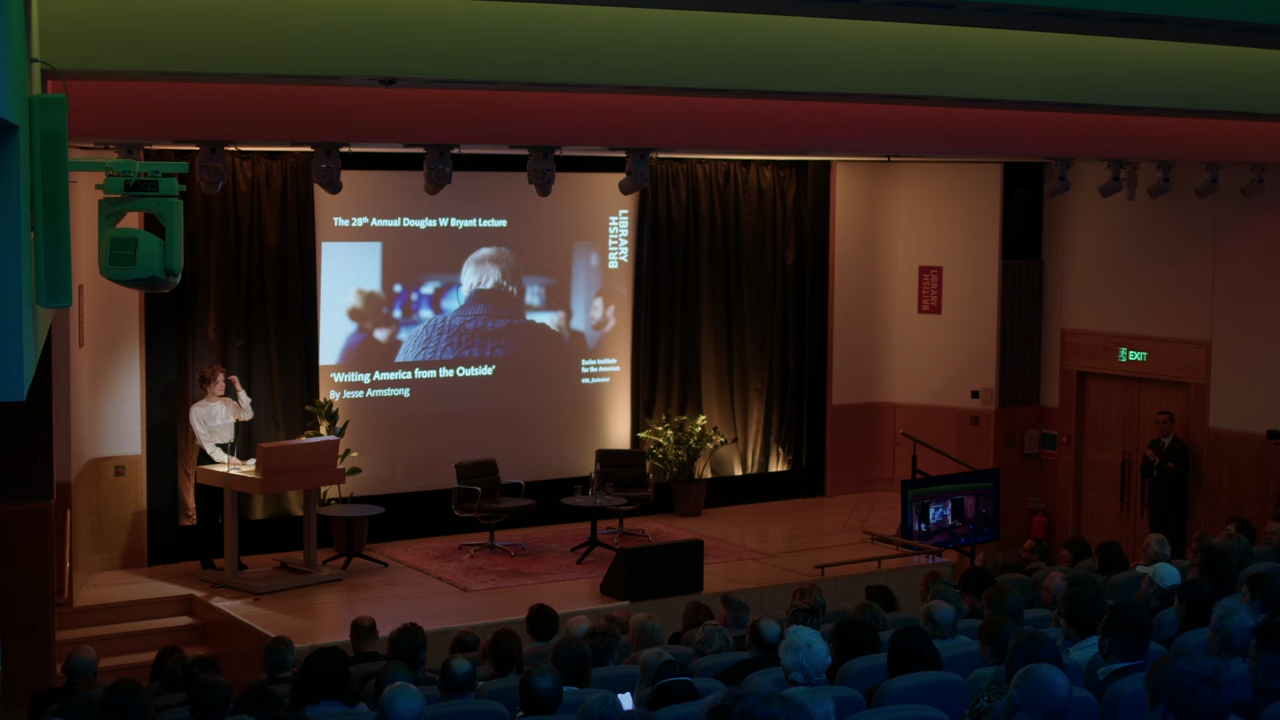 The 28th Annual Douglas W Bryant Lecture
BRITISH
LIBRARY
'Writing America from the Outside'
By Jesse Armstrong
Eccles Institute
for the Americas
LIBRARY
BRITISH
EXIT